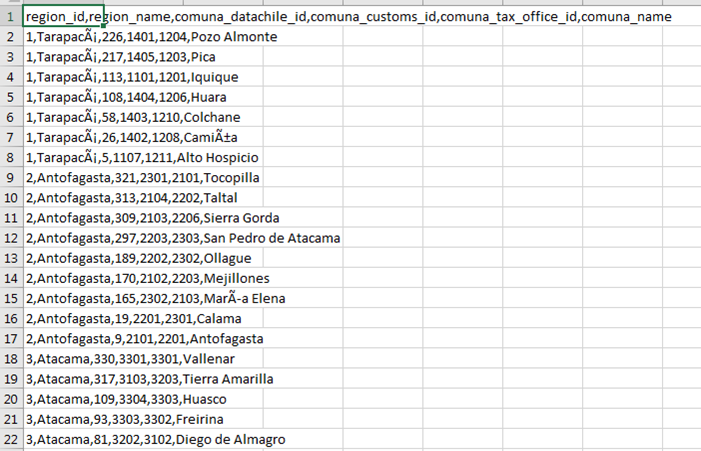 1 region_id,region_name,comuna_datachile_id,comuna_customs_id,comuna_tax_office_id,comuna_name
2 1,TarapacÃ¡,226,1401,1204,Pozo Almonte
3 1,TarapacÃ¡,217,1405,1203,Pica
4 1,TarapacÃ¡,113,1101,1201,Iquique
5 1,TarapacÃ¡,108,1404,1206,Huara
6 1,TarapacÃ¡,58,1403,1210,Colchane
7 1,TarapacÃ¡,26,1402,1208,CamiÃ±a
8 1,TarapacÃ¡,5,1107,1211,Alto Hospicio
9 2,Antofagasta,321,2301,2101,Tocopilla
10 2,Antofagasta,313,2104,2202,Taltal
11 2,Antofagasta,309,2103,2206,Sierra Gorda
12 2,Antofagasta,297,2203,2303,San Pedro de Atacama
13 2,Antofagasta,189,2202,2302,Ollague
14 2,Antofagasta,170,2102,2203,Mejillones
15 2,Antofagasta,165,2302,2103,MarÃ-a Elena
16 2,Antofagasta,19,2201,2301,Calama
17 2,Antofagasta,9,2101,2201,Antofagasta
18 3,Atacama,330,3301,3301,Vallenar
19 3,Atacama,317,3103,3203,Tierra Amarilla
20 3,Atacama,109,3304,3303,Huasco
21 3,Atacama,93,3303,3302,Freirina
22 3,Atacama,81,3202,3102,Diego de Almagro